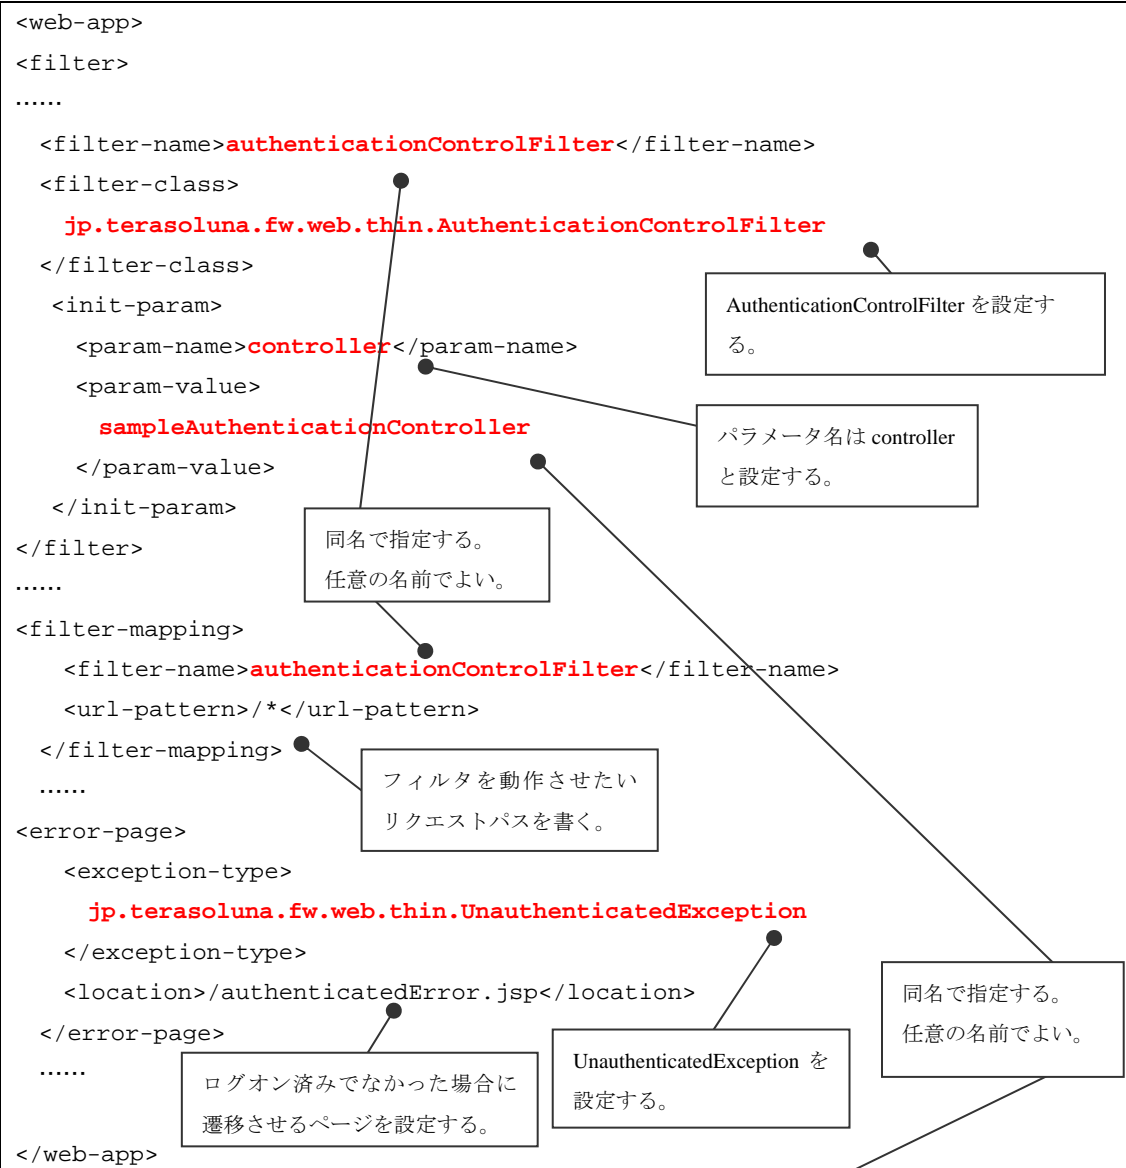 <web-app>
<filter>
……
<filter-name>authenticationControlFilter</filter-name>
<filter-class>
jp.terasoluna.fw.web.thin.AuthenticationControlFilter
</filter-class>
AuthenticationControlFilter を設定す
る。
<init-param>
<param-name>controller</param-name>
<param-value>
sampleAuthenticationController
</param-value>
</init-param>
パラメータ名は controller
と設定する。
</filter>
同名で指定する。
任意の名前でよい。
……
<filter-mapping>
<filter-name>authenticationControlFilter</filter-name>
<url-pattern>/*</url-pattern>
</filter-mapping>
フィルタを動作させたい
リクエストパスを書く。
……
<error-page>
<exception-type>
jp.terasoluna.fw.web.thin.UnauthenticatedException
</exception-type>
<location>/authenticatedError.jsp</location>
</error-page>
同名で指定する。
任意の名前でよい。
UnauthenticatedException を
設定する。
……
ログオン済みでなかった場合に
遷移させるページを設定する。
</web-app>